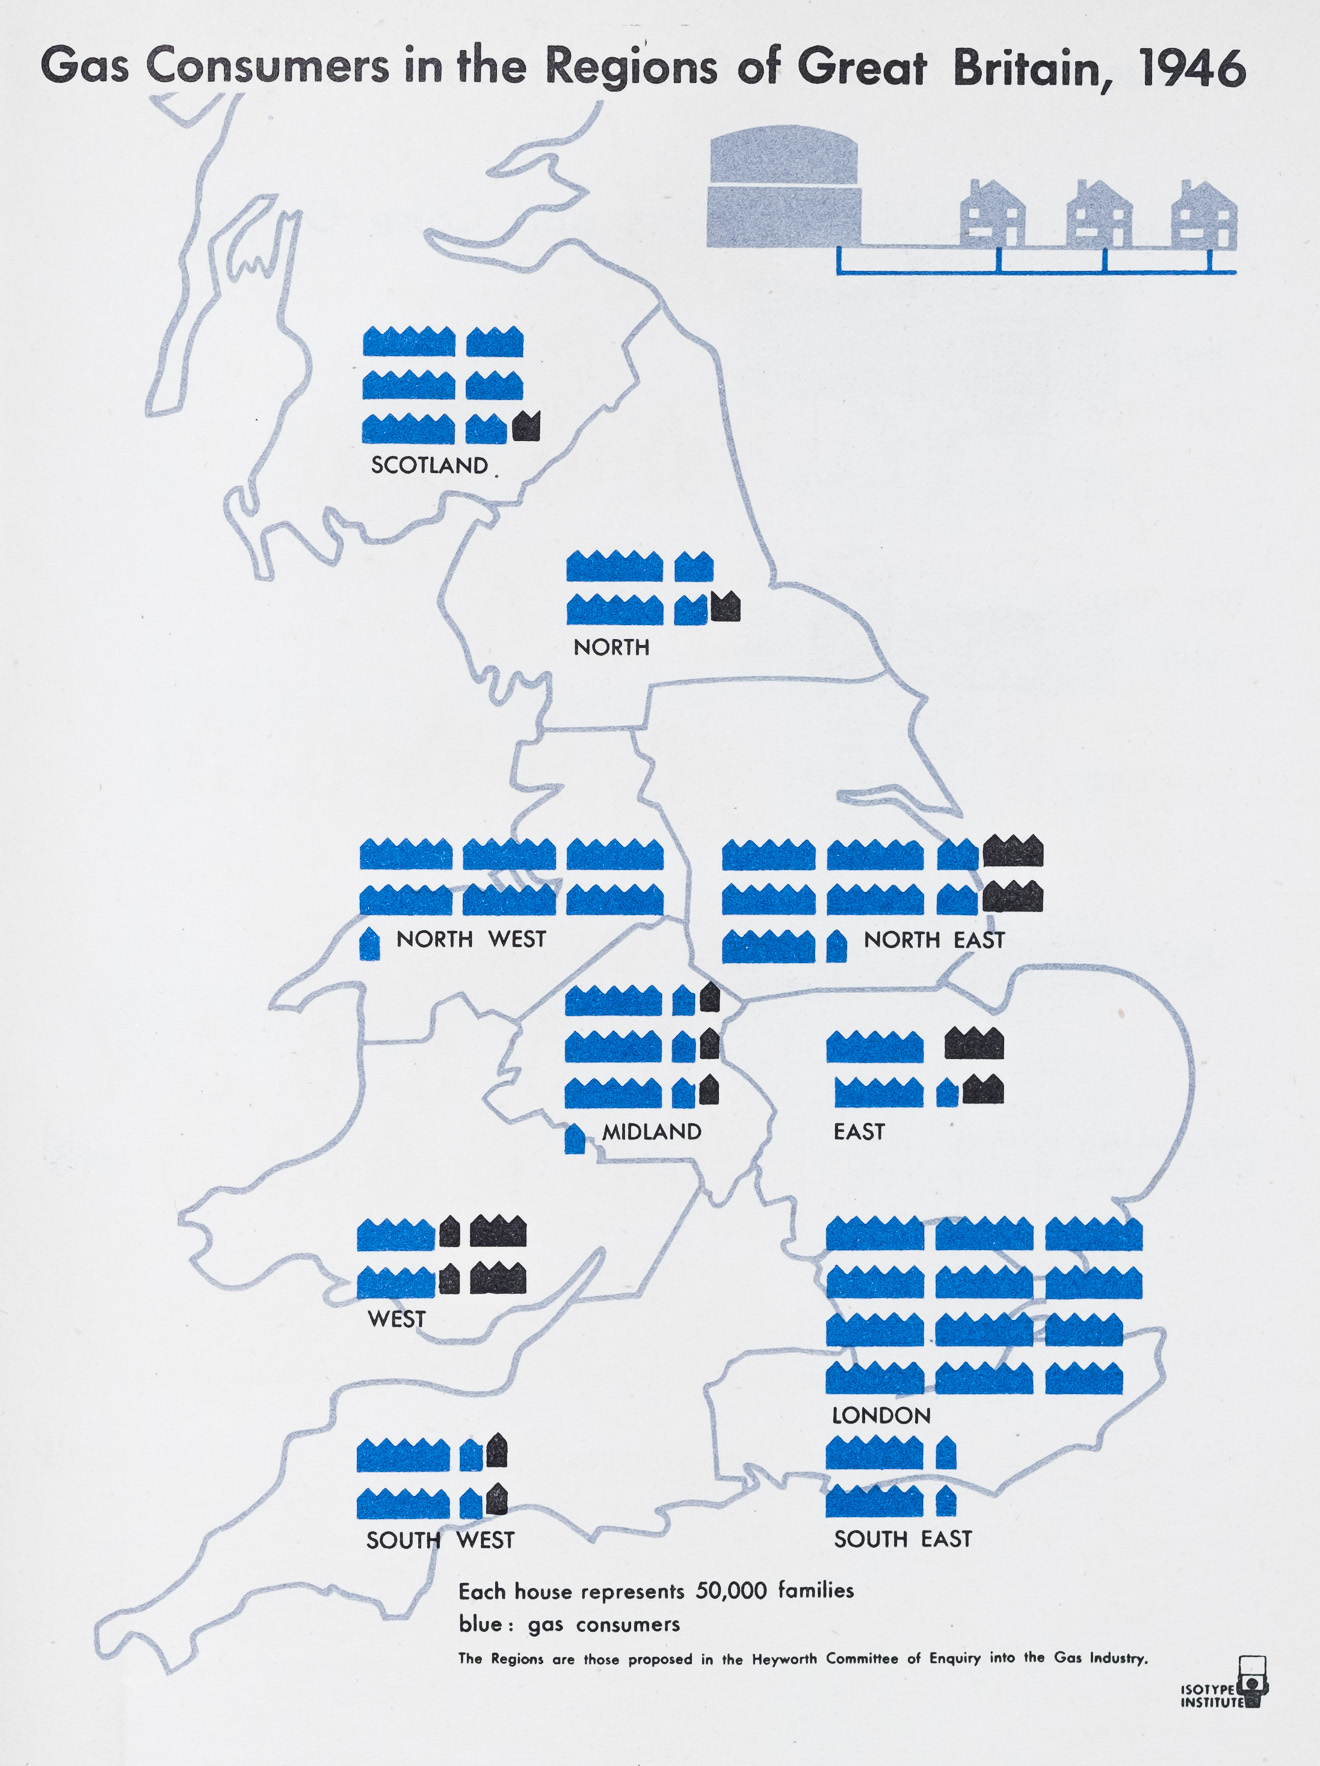 Gas Consumers in the Regions of Great Britain, 1946
SCOTLAND
NORTH
NORTH WEST
NORTH EAST
MIDLAND
EAST
WEST
LONDON
SOUTH WEST
SOUTH EAST
Each house represents 50,000 families
blue: gas consumers
The Regions are those proposed in the Heyworth Committee of Enquiry into the Gas Industry.
ISOTYPE
INSTITUTE